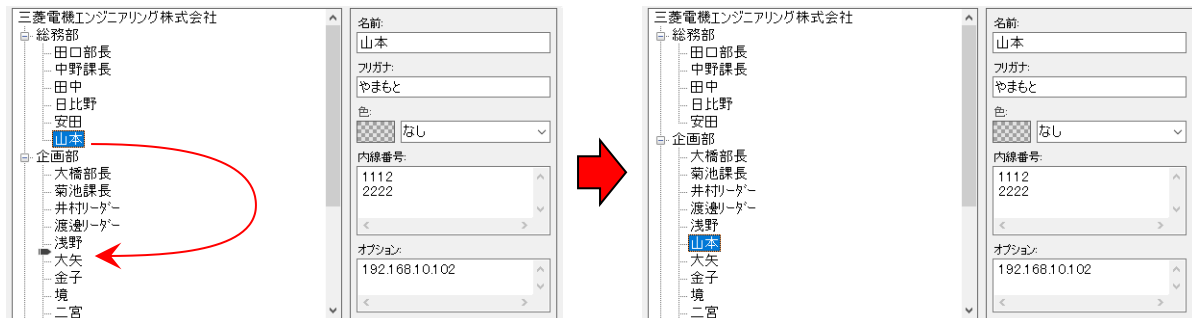 三菱電機エンジニアリング株式会社
総務部
田口部長
中野課長
田中
日比野
安田
山本
企画部
大橋部長
菊池課長
井村リーダー
渡邊リーダー
浅野
大矢
金子
境
二宮
名前:
山本
フリガナ:
やまもと
色:
なし
内線番号:
1112
2222
オプション:
192.168.10.102
三菱電機エンジニアリング株式会社
総務部
田口部長
中野課長
田中
日比野
安田
企画部
大橋部長
菊池課長
井村リーダー
渡邊リーダー
浅野
山本
大矢
金子
境
二宮
名前:
山本
フリガナ:
やまもと
色:
なし
内線番号:
1112
2222
オプション:
192.168.10.102